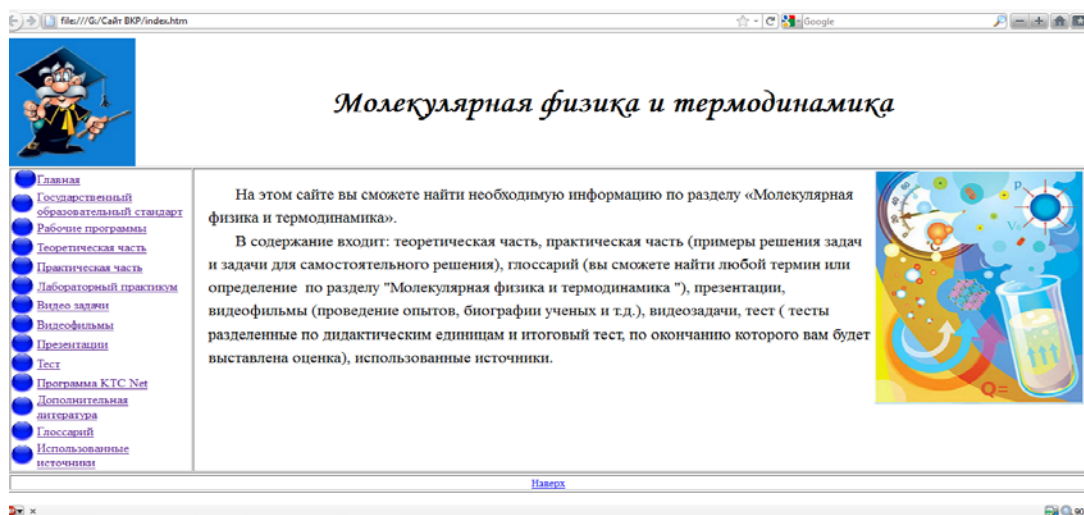 file:///G:/Сайт ВКР/index.htm
Google
Молекулярная физика и термодинамика
Главная
Государственный
образовательный стандарт
Рабочие программы
Теоретическая часть
Практическая часть
Лабораторный практикум
Видео задачи
Видеофильмы
Презентации
Тест
Программа КТС Net
Дополнительная
литература
Глоссарий
Использованные
источники
На этом сайте вы сможете найти необходимую информацию по разделу «Молекулярная
физика и термодинамика».
В содержание входит: теоретическая часть, практическая часть (примеры решения задач
и задачи для самостоятельного решения), глоссарий (вы сможете найти любой термин или
определение по разделу "Молекулярная физика и термодинамика "), презентации,
видеофильмы (проведение опытов, биографии ученых и т.д.), видеозадачи, тест ( тесты
разделенные по дидактическим единицам и итоговый тест, по окончанию которого вам будет
выставлена оценка), использованные источники.
P
C
Q=
Наверх